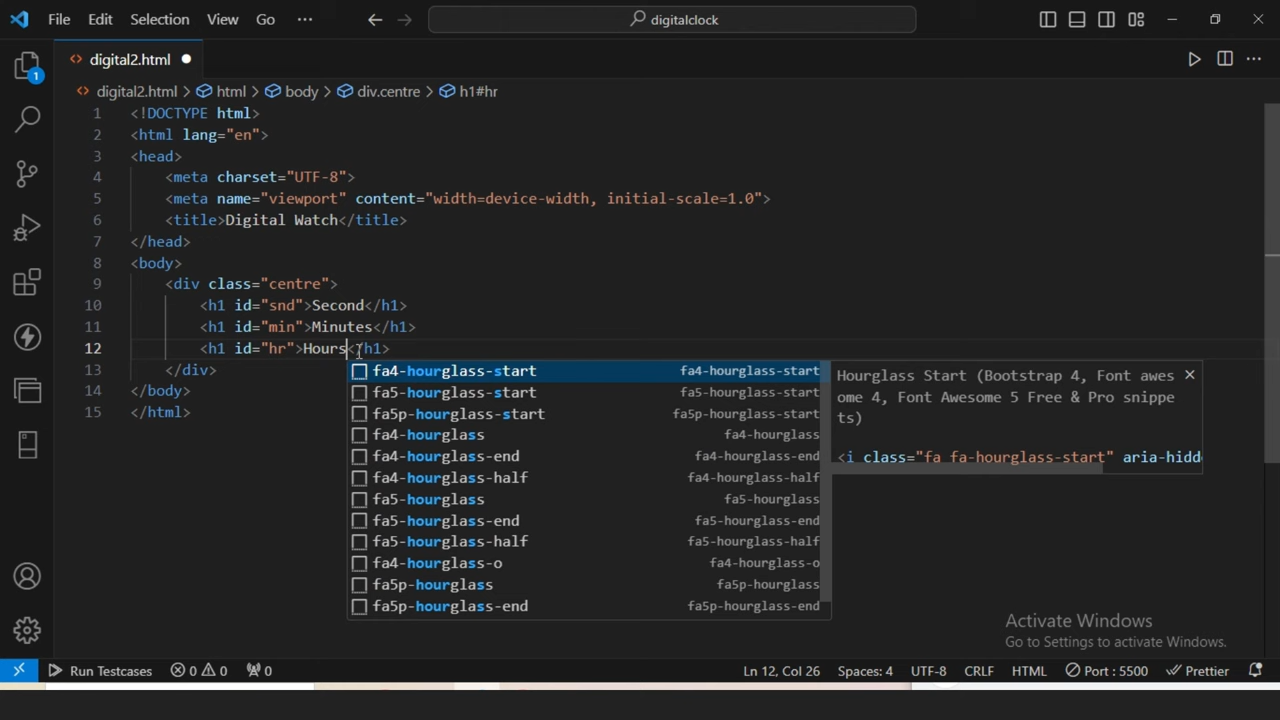 File Edit Selection View Go ··· digitalclock
digital2.html
digital2.html > html > body > div.centre > h1#hr
1 <!DOCTYPE html>
2 <html lang="en">
3 <head>
4 <meta charset="UTF-8">
5 <meta name="viewport" content="width=device-width, initial-scale=1.0">
6 <title>Digital Watch</title>
7 </head>
8 <body>
9 <div class="centre">
10 <h1 id="snd">Second</h1>
11 <h1 id="min">Minutes</h1>
12 <h1 id="hr">Hours</h1>
13 </div>
14 </body>
15 </html>
fa4-hourglass-start fa4-hourglass-start
fa5-hourglass-start fa5-hourglass-start
fa5p-hourglass-start fa5p-hourglass-start
fa4-hourglass fa4-hourglass
fa4-hourglass-end fa4-hourglass-end
fa4-hourglass-half fa4-hourglass-half
fa5-hourglass fa5-hourglass
fa5-hourglass-end fa5-hourglass-end
fa5-hourglass-half fa5-hourglass-half
fa4-hourglass-o fa4-hourglass-o
fa5p-hourglass fa5p-hourglass
fa5p-hourglass-end fa5p-hourglass-end
Hourglass Start (Bootstrap 4, Font awes
ome 4, Font Awesome 5 Free & Pro snippe
ts)
<i class="fa fa-hourglass-start" aria-hidd
Activate Windows
Go to Settings to activate Windows.
1
Run Testcases 0 0 0 Ln 12, Col 26 Spaces: 4 UTF-8 CRLF HTML Port : 5500 Prettier